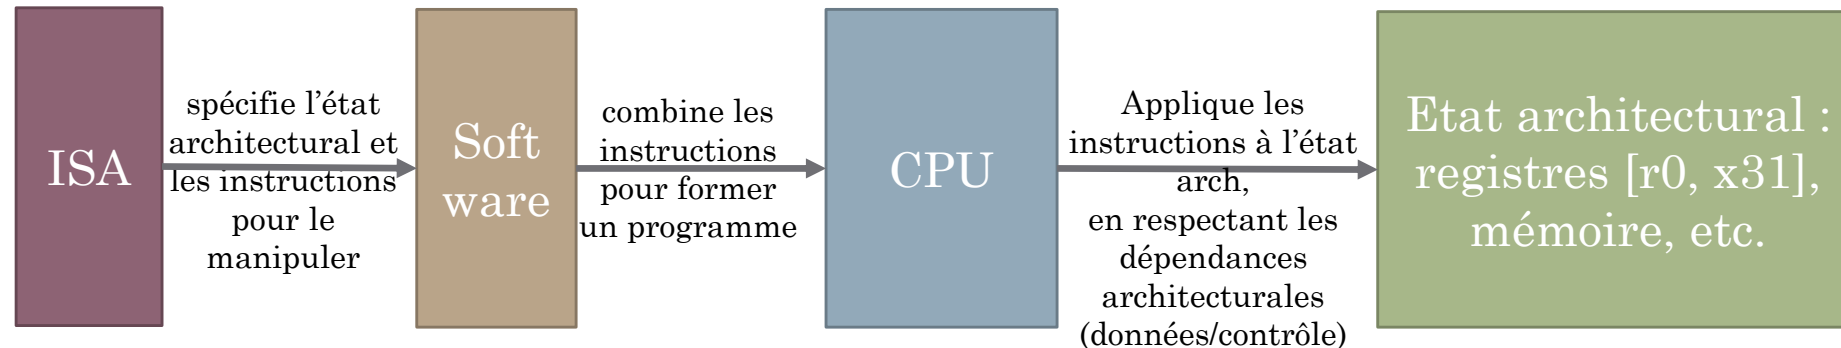 ISA
spécifie l'état
architectural et
les instructions
pour le
manipuler
Soft
ware
combine les
instructions
pour former
un programme
CPU
Applique les
instructions à l'état
arch,
en respectant les
dépendances
architecturales
(données/contrôle)
Etat architectural :
registres [r0, x31],
mémoire, etc.